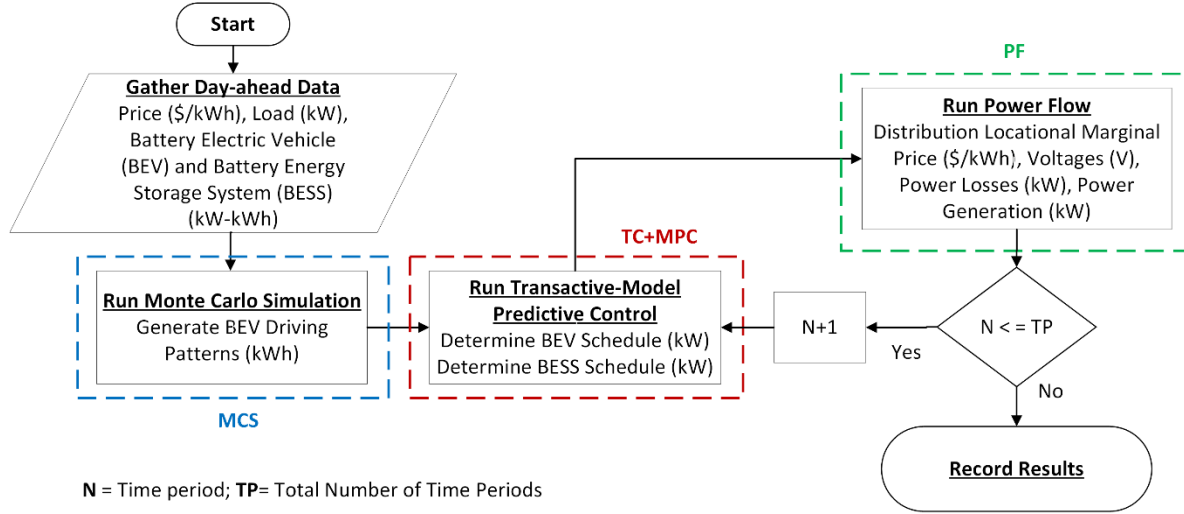 Start
Gather Day-ahead Data
Price ($/kWh), Load (kW),
Battery Electric Vehicle
(BEV) and Battery Energy
Storage System (BESS)
(kW-kWh)
MCS
Run Monte Carlo Simulation
Generate BEV Driving
Patterns (kWh)
TC+MPC
Run Transactive-Model
Predictive Control
Determine BEV Schedule (kW)
Determine BESS Schedule (kW)
PF
Run Power Flow
Distribution Locational Marginal
Price ($/kWh), Voltages (V),
Power Losses (kW), Power
Generation (kW)
N < = TP
Yes
N+1
No
Record Results
N = Time period; TP= Total Number of Time Periods